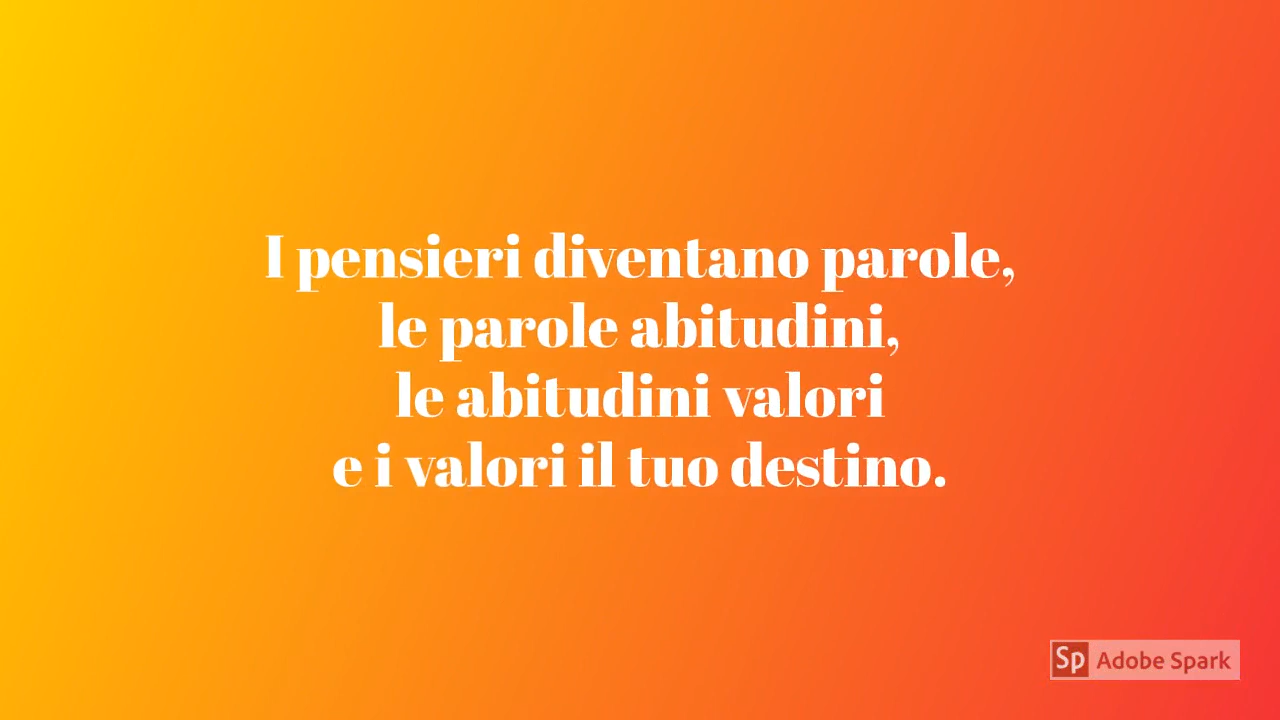 I pensieri diventano parole,
le parole abitudini,
le abitudini valori
e i valori il tuo destino.
Sp Adobe Spark